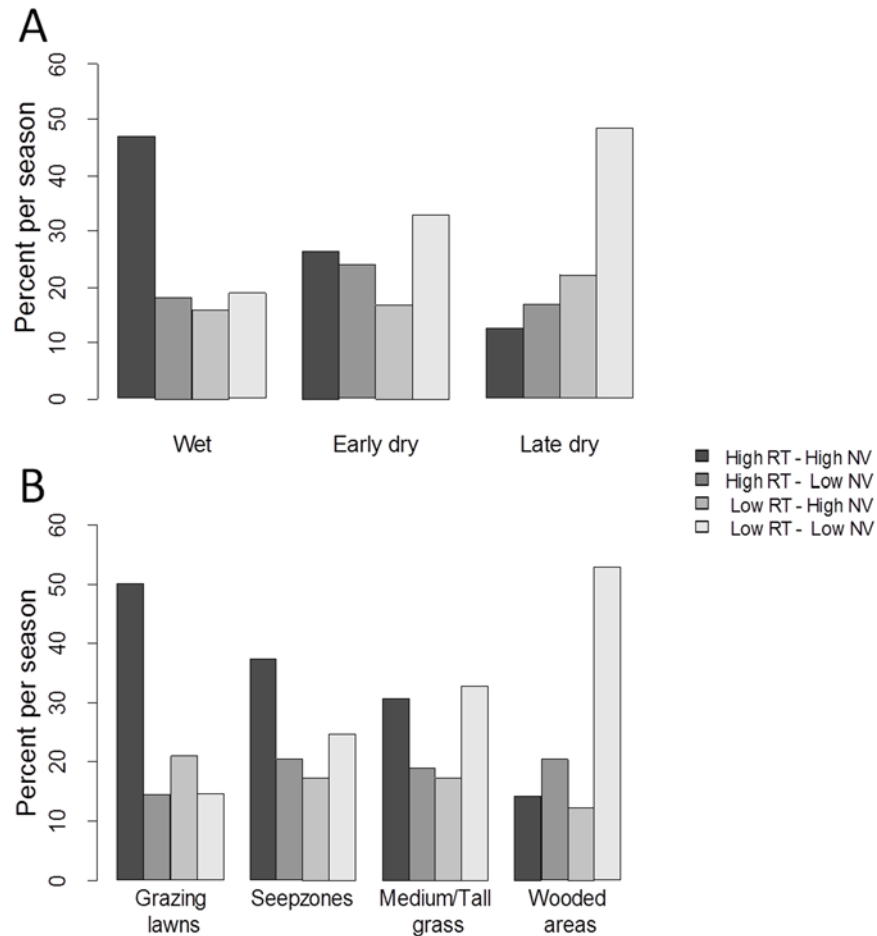 A
Percent per season
60
50
40
30
20
10
0
Wet Early dry Late dry
High RT - High NV
High RT - Low NV
Low RT - High NV
Low RT - Low NV
B
Percent per season
60
50
40
30
20
10
0
Grazing lawns
Seepzones
Medium/Tall grass
Wooded areas